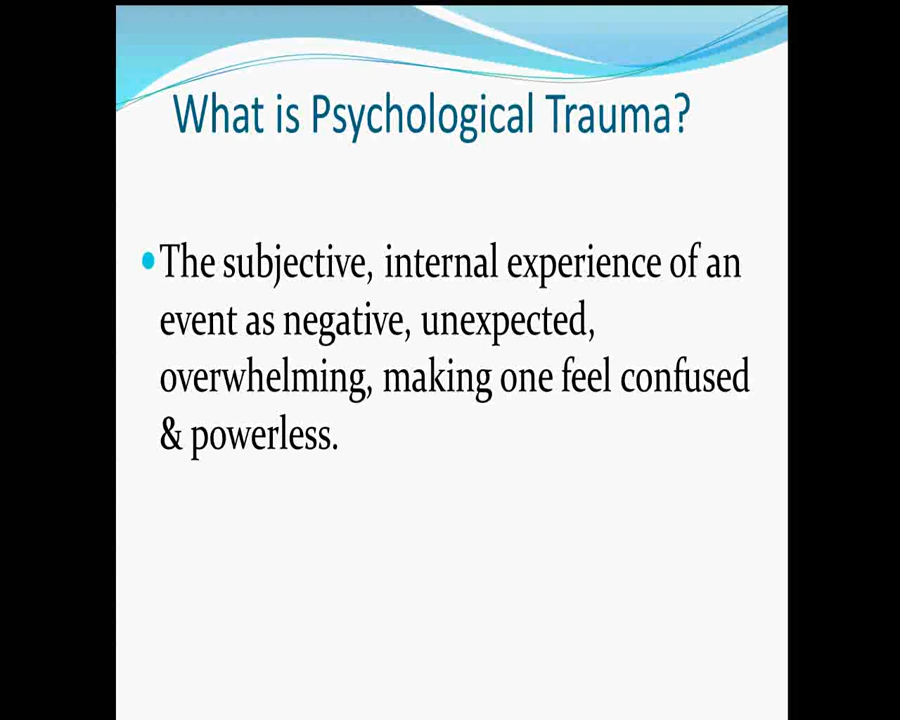 What is Psychological Trauma?
•The subjective, internal experience of an
event as negative, unexpected,
overwhelming, making one feel confused
& powerless.